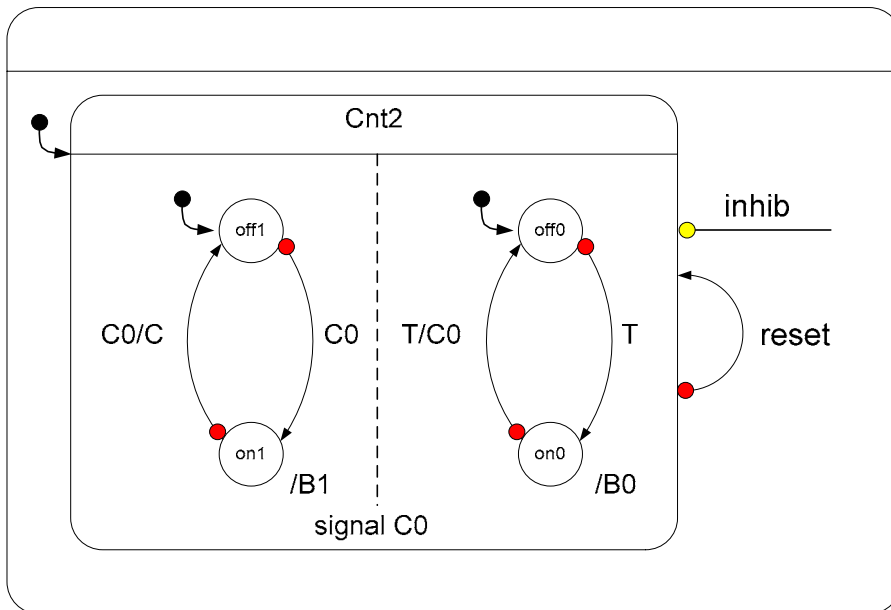 Cnt2
inhib
off1
off0
C0/C
C0
T/C0
T
reset
on1
on0
/B1
/B0
signal C0